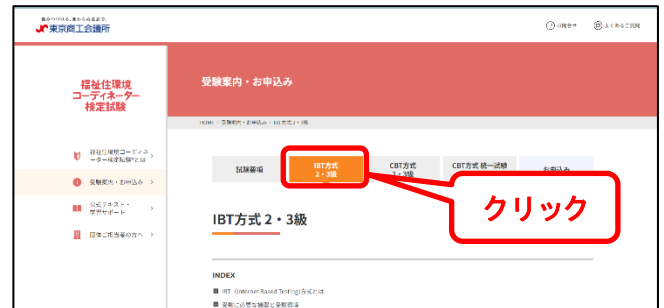 東京商工会議所
お問合せ
よくあるご質問
福祉住環境
コーディネーター
検定試験
受験案内・お申込み
HOME > 受験案内・お申込み > IBT方式2・3級
福祉住環境コーディネ
ーター検定試験®とは
受験案内・お申込み
公式テキスト・
学習サポート
団体ご担当者の方へ
試験要項
IBT方式
2・3級
CBT方式
2・3級
CBT方式 統一試験
お申込み
クリック
IBT方式 2・3級
INDEX
IBT（Internet Based Testing）方式とは
受験に必要な機器と受験環境